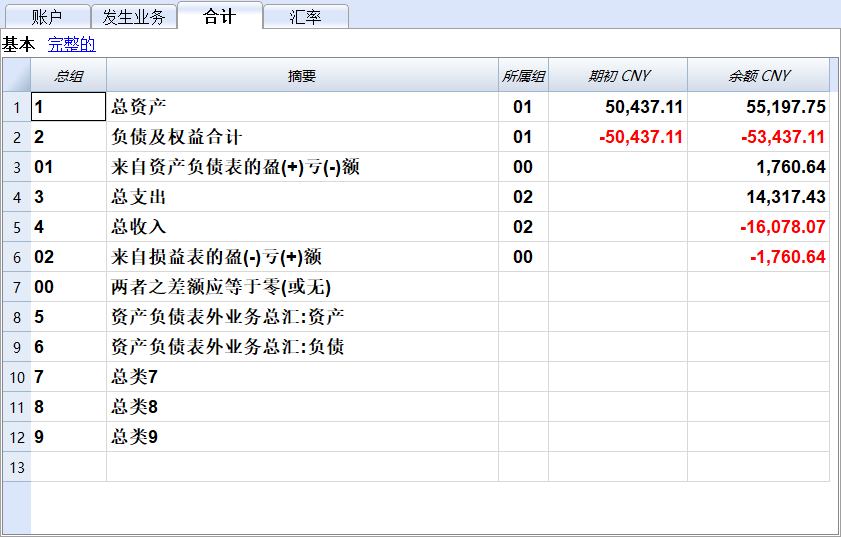 账户 发生业务 合计 汇率
基本 完整的
总组 摘要 所属组 期初 CNY 余额 CNY
1 1 总资产 01 50,437.11 55,197.75
2 2 负债及权益合计 01 -50,437.11 -53,437.11
3 01 来自资产负债表的盈(+)亏(-)额 00 1,760.64
4 3 总支出 02 14,317.43
5 4 总收入 02 -16,078.07
6 02 来自损益表的盈(-)亏(+)额 00 -1,760.64
7 00 两者之差额应等于零(或无)
8 5 资产负债表外业务总汇:资产
9 6 资产负债表外业务总汇:负债
10 7 总类7
11 8 总类8
12 9 总类9
13